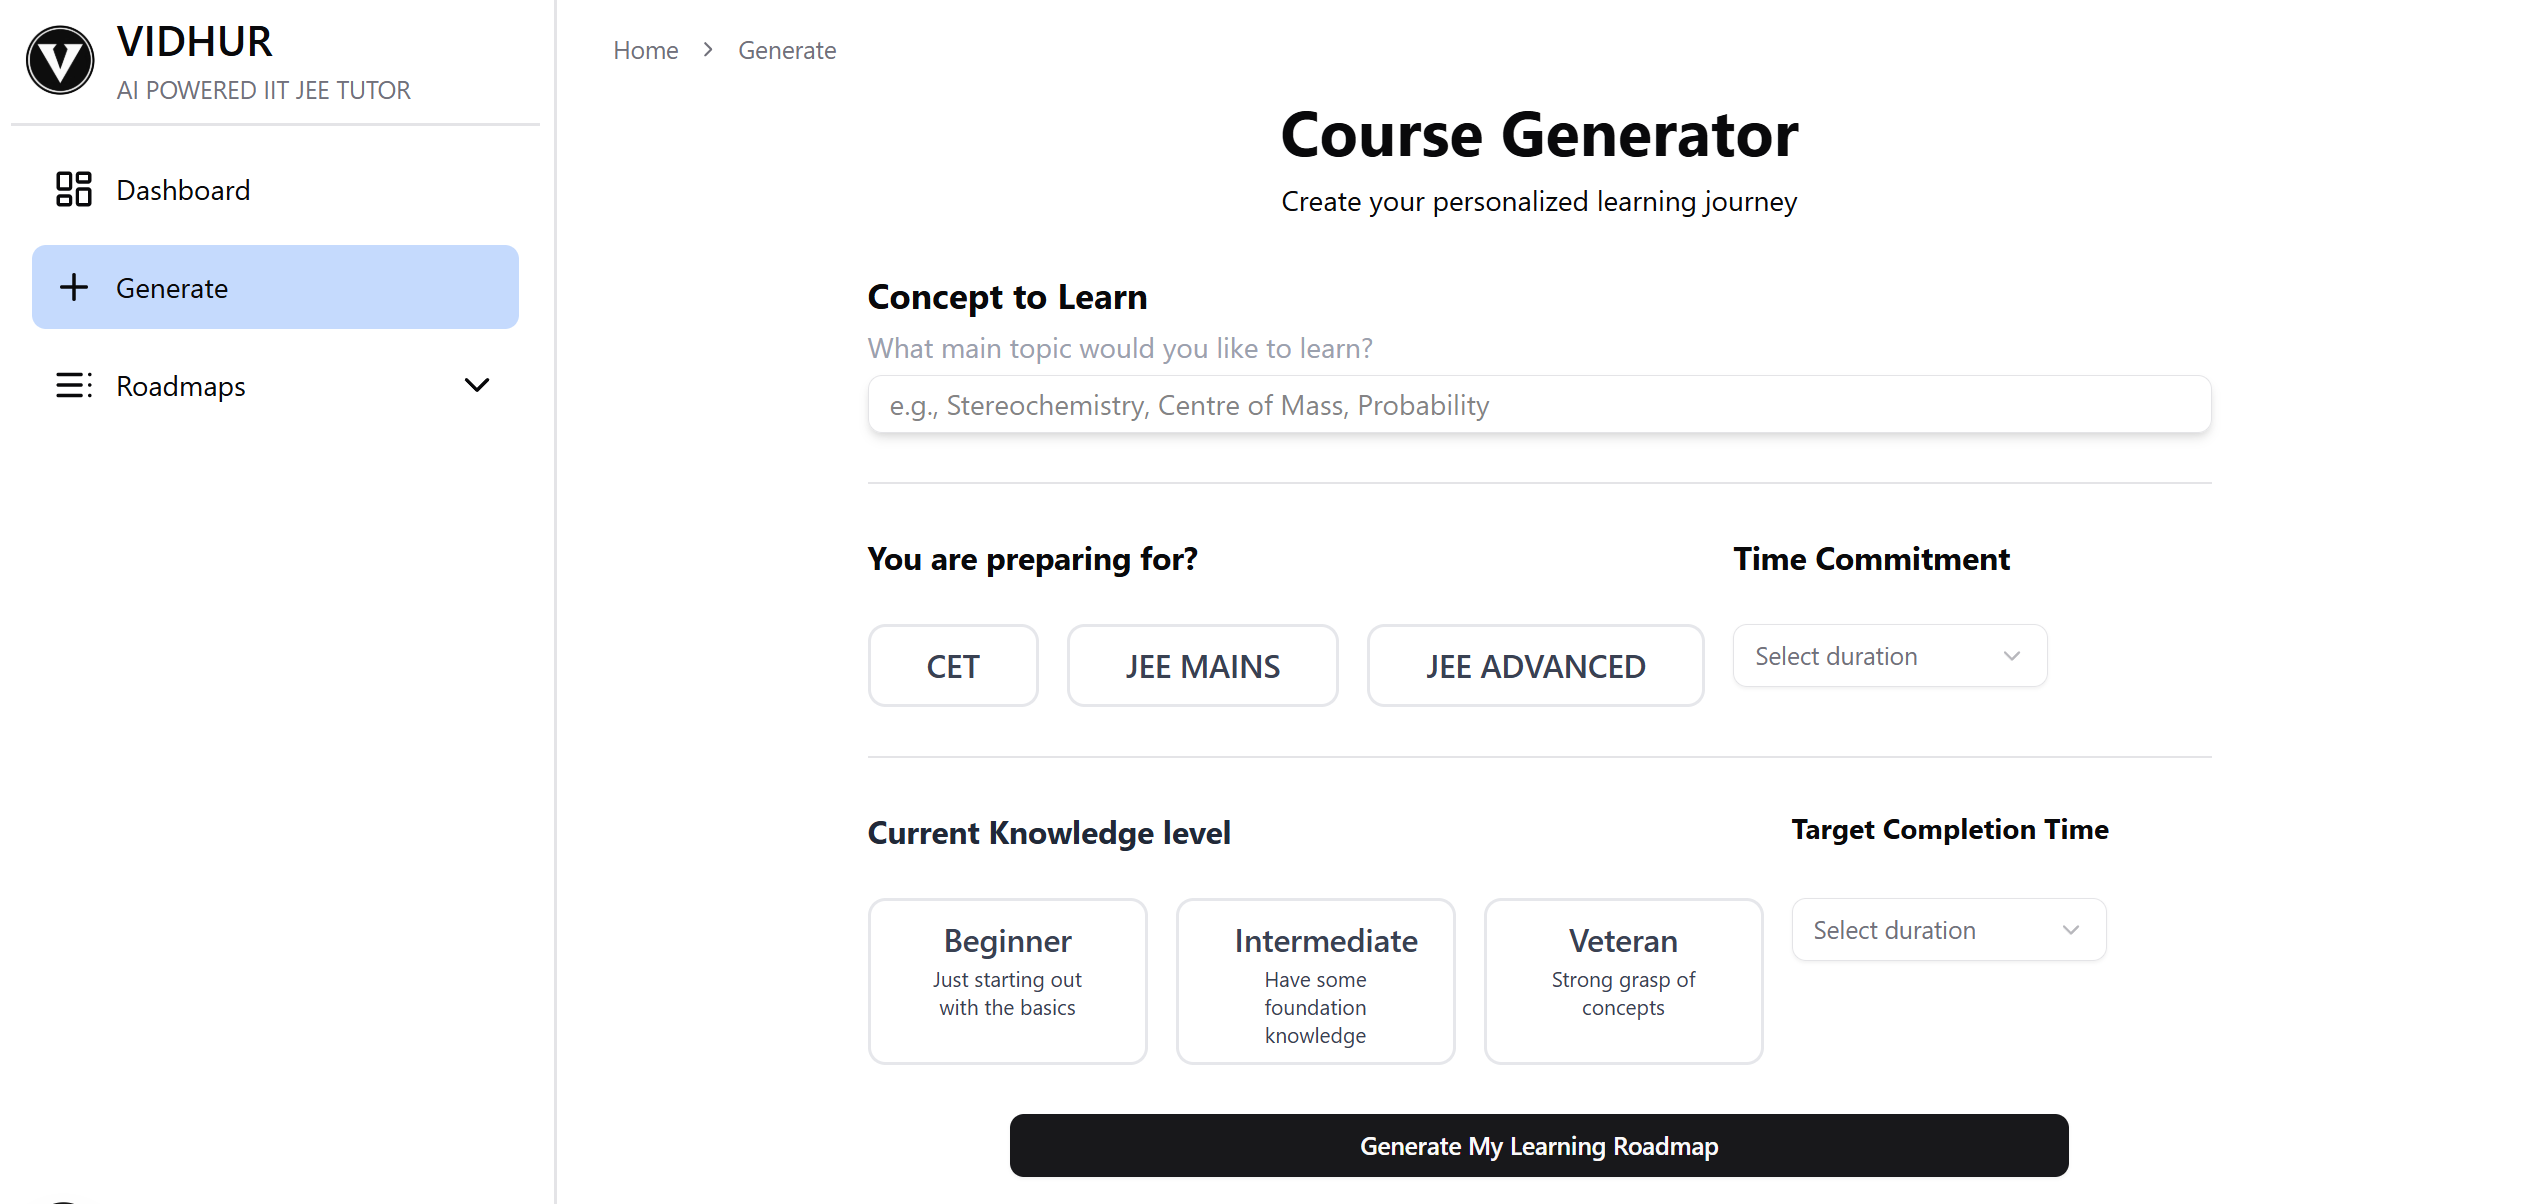 VIDHUR
AI POWERED IIT JEE TUTOR
Dashboard
Generate
Roadmaps
Home > Generate
Course Generator
Create your personalized learning journey
Concept to Learn
What main topic would you like to learn?
e.g., Stereochemistry, Centre of Mass, Probability
You are preparing for?
CET
JEE MAINS
JEE ADVANCED
Time Commitment
Select duration
Current Knowledge level
Beginner
Just starting out
with the basics
Intermediate
Have some
foundation
knowledge
Veteran
Strong grasp of
concepts
Target Completion Time
Select duration
Generate My Learning Roadmap